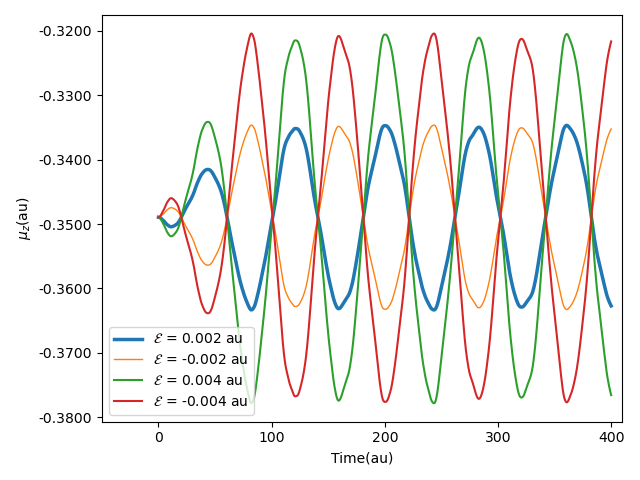 -0.3200
-0.3300
-0.3400
-0.3500
-0.3600
-0.3700
-0.3800
μz(au)
ℰ = 0.002 au
ℰ = -0.002 au
ℰ = 0.004 au
ℰ = -0.004 au
0 100 200 300 400
Time(au)